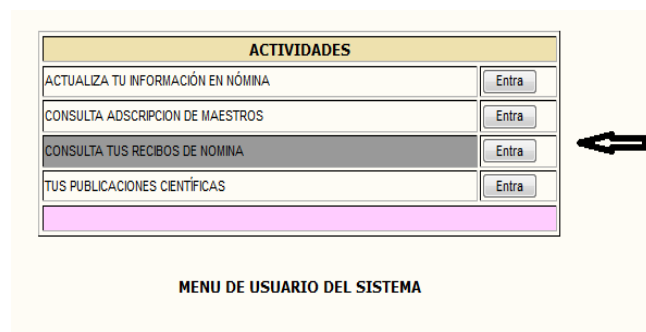 ACTIVIDADES
ACTUALIZA TU INFORMACIÓN EN NÓMINA Entra
CONSULTA ADSCRIPCION DE MAESTROS Entra
CONSULTA TUS RECIBOS DE NOMINA Entra
TUS PUBLICACIONES CIENTÍFICAS Entra
MENU DE USUARIO DEL SISTEMA